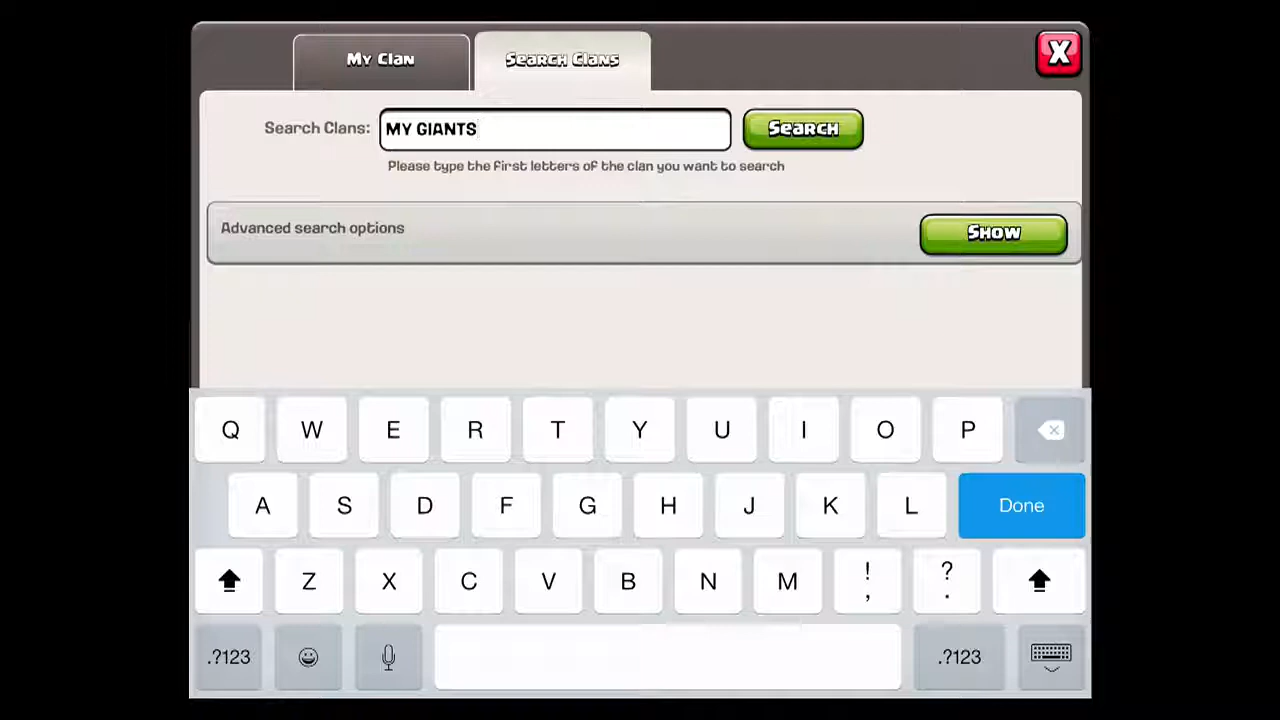 My Clan
Search Clans
X
Search Clans:
MY GIANTS
Search
Please type the first letters of the clan you want to search
Advanced search options
Show
Q W E R T Y U I O P
A S D F G H J K L Done
Z X C V B N M ! , ? .
.?123 .?123